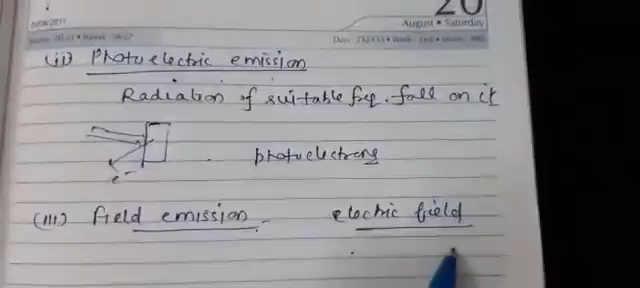 20
August • Saturday
(ii) Photoelectric emission
Radiation of suitable freq. fall on it
e-
photoelectrons
(iii) field emission - electric field